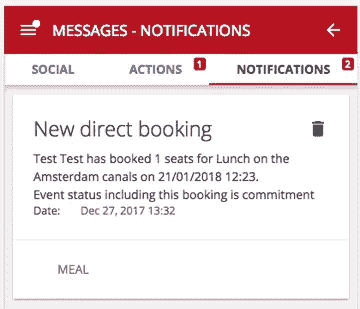 MESSAGES - NOTIFICATIONS
SOCIAL ACTIONS 1 NOTIFICATIONS 2
New direct booking
Test Test has booked 1 seats for Lunch on the
Amsterdam canals on 21/01/2018 12:23.
Event status including this booking is commitment
Date: Dec 27, 2017 13:32
MEAL